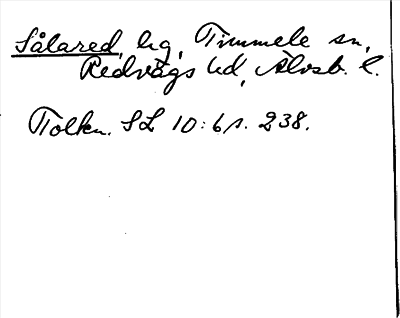 Sålared, hg, Timmele sn,
Redvägs hd, Älvsb. l.
Tolkn. SL 10:6 s. 238.